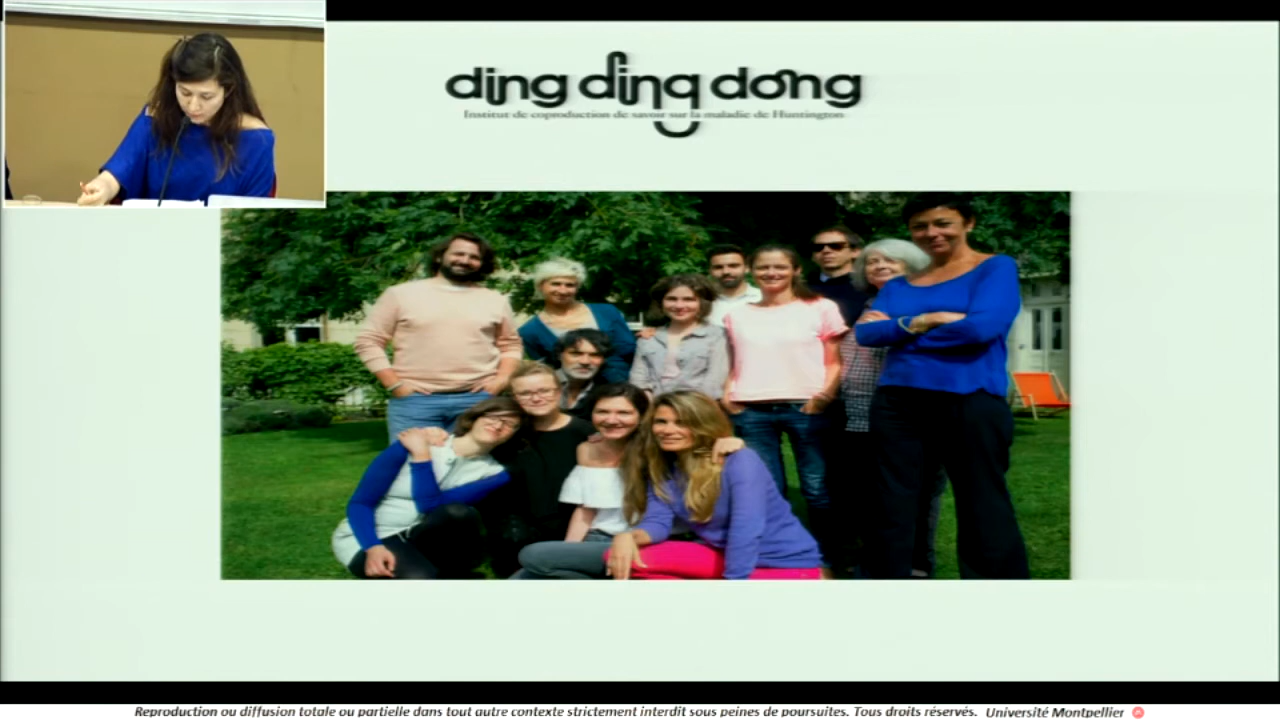 ding ding dong
Institut de coproduction de savoir sur la maladie de Huntington
Reproduction ou diffusion totale ou partielle dans tout autre contexte strictement interdit sous peines de poursuites. Tous droits réservés. Université Montpellier